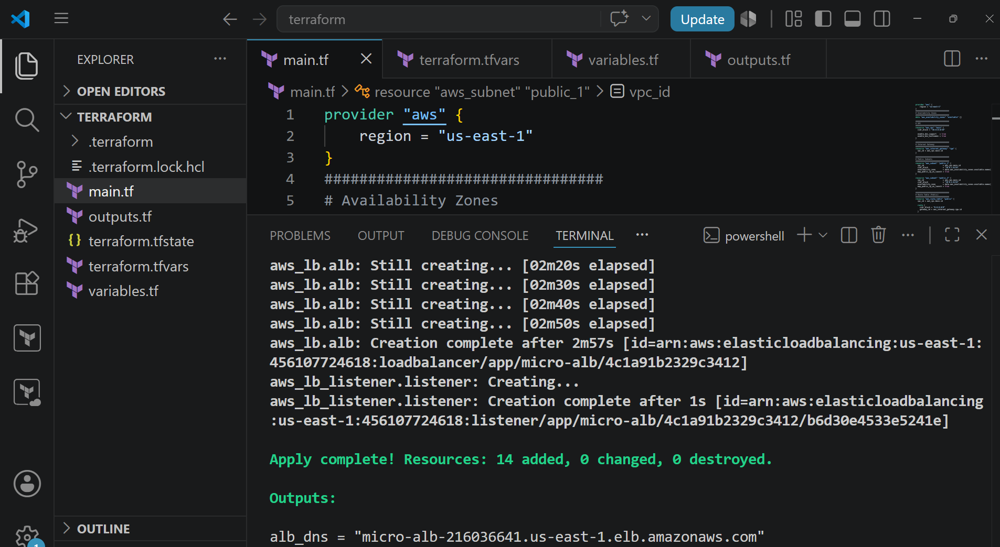 terraform
Update
EXPLORER
OPEN EDITORS
TERRAFORM
.terraform
.terraform.lock.hcl
main.tf
outputs.tf
{} terraform.tfstate
terraform.tfvars
variables.tf
OUTLINE
1
main.tf
terraform.tfvars
variables.tf
outputs.tf
main.tf > resource "aws_subnet" "public_1" > vpc_id
1 provider "aws" {
2 region = "us-east-1"
3 }
4 ################################
5 # Availability Zones
PROBLEMS OUTPUT DEBUG CONSOLE TERMINAL ... powershell
aws_lb.alb: Still creating... [02m20s elapsed]
aws_lb.alb: Still creating... [02m30s elapsed]
aws_lb.alb: Still creating... [02m40s elapsed]
aws_lb.alb: Still creating... [02m50s elapsed]
aws_lb.alb: Creation complete after 2m57s [id=arn:aws:elasticloadbalancing:us-east-1:
456107724618:loadbalancer/app/micro-alb/4c1a91b2329c3412]
aws_lb_listener.listener: Creating...
aws_lb_listener.listener: Creation complete after 1s [id=arn:aws:elasticloadbalancing
:us-east-1:456107724618:listener/app/micro-alb/4c1a91b2329c3412/b6d30e4533e5241e]
Apply complete! Resources: 14 added, 0 changed, 0 destroyed.
Outputs:
alb_dns = "micro-alb-216036641.us-east-1.elb.amazonaws.com"